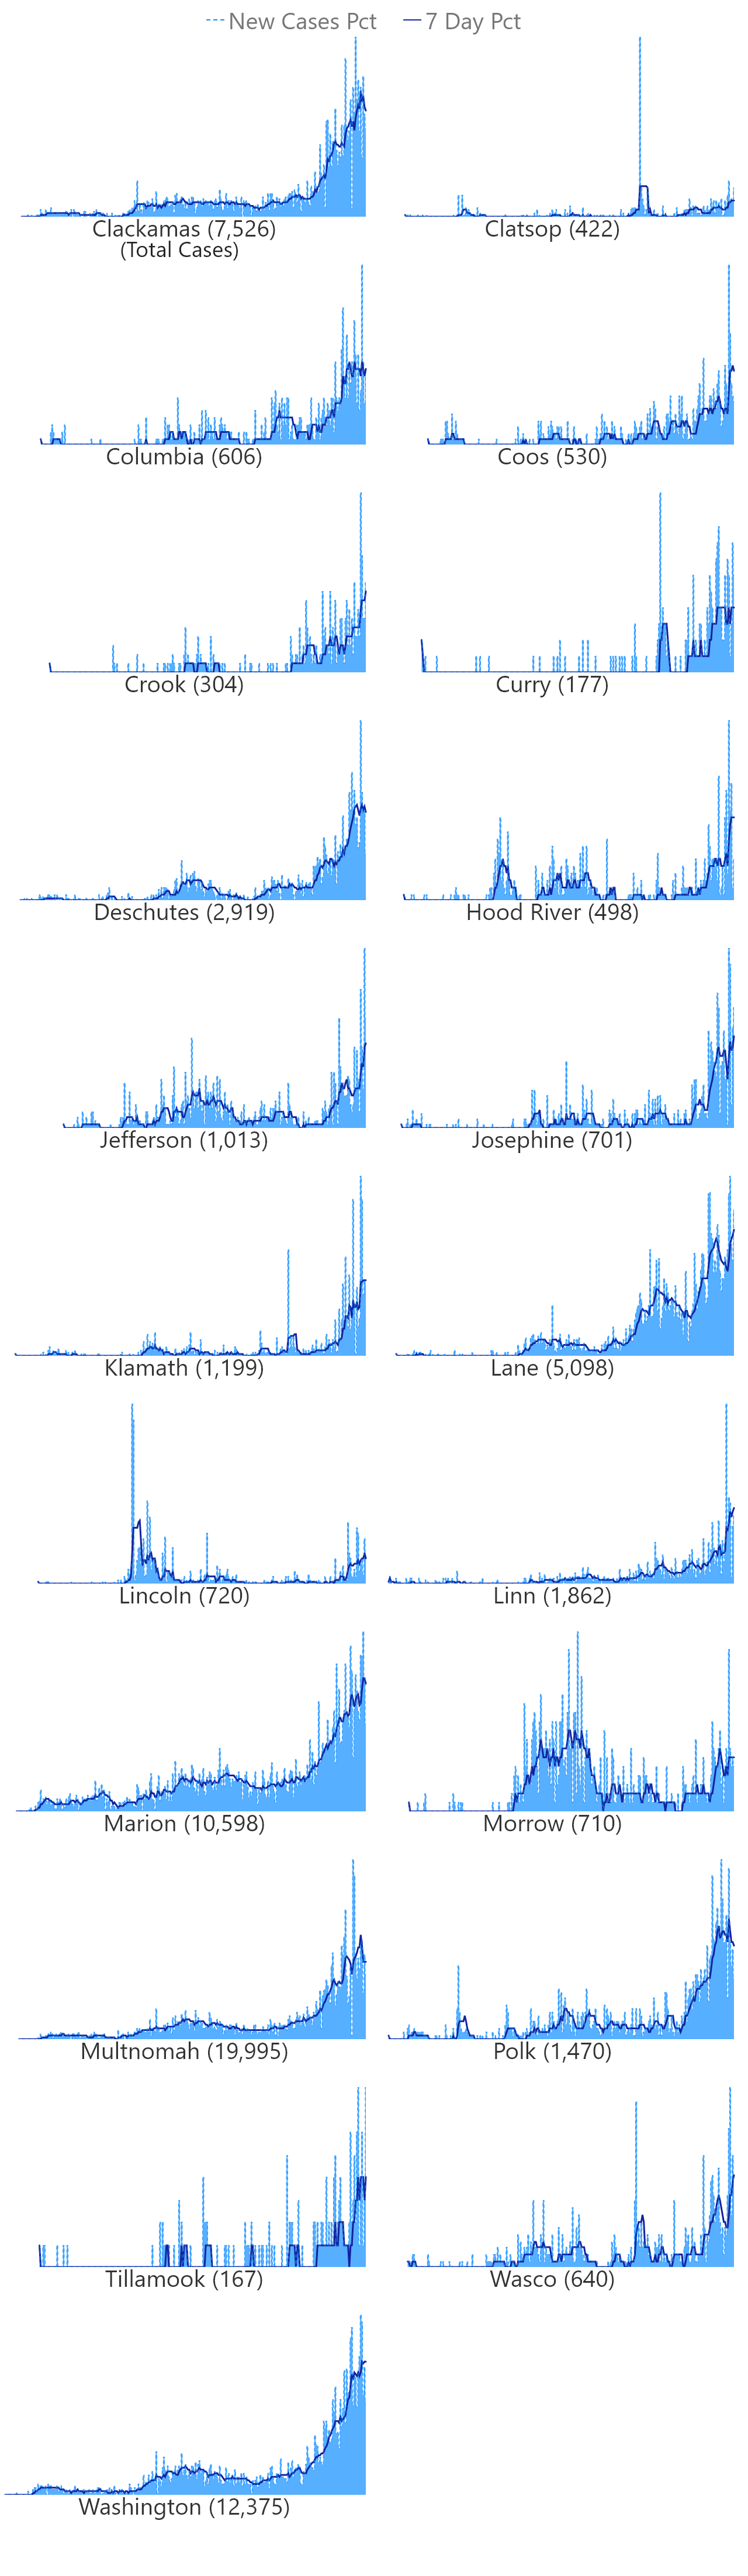 New Cases Pct 7 Day Pct
Clackamas (7,526)
(Total Cases)
Clatsop (422)
Columbia (606)
Coos (530)
Crook (304)
Curry (177)
Deschutes (2,919)
Hood River (498)
Jefferson (1,013)
Josephine (701)
Klamath (1,199)
Lane (5,098)
Lincoln (720)
Linn (1,862)
Marion (10,598)
Morrow (710)
Multnomah (19,995)
Polk (1,470)
Tillamook (167)
Wasco (640)
Washington (12,375)